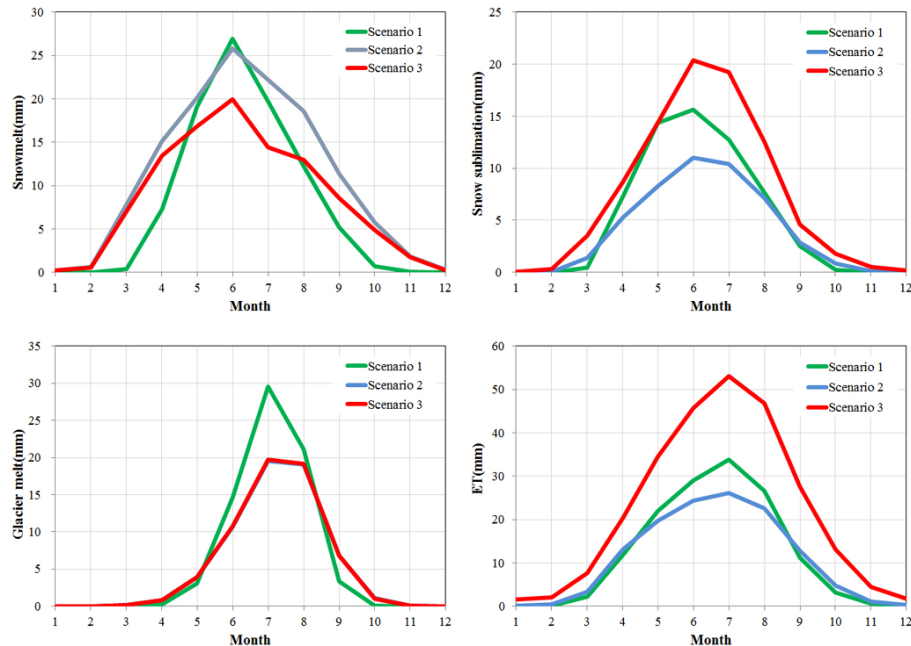 30
25
20
15
10
5
0
Snowmelt(mm)
Scenario 1
Scenario 2
Scenario 3
1 2 3 4 5 6 7 8 9 10 11 12
Month
25
20
15
10
5
0
Snow sublimation(mm)
Scenario 1
Scenario 2
Scenario 3
1 2 3 4 5 6 7 8 9 10 11 12
Month
35
30
25
20
15
10
5
0
Glacier melt(mm)
Scenario 1
Scenario 2
Scenario 3
1 2 3 4 5 6 7 8 9 10 11 12
Month
60
50
40
30
20
10
0
ET(mm)
Scenario 1
Scenario 2
Scenario 3
1 2 3 4 5 6 7 8 9 10 11 12
Month